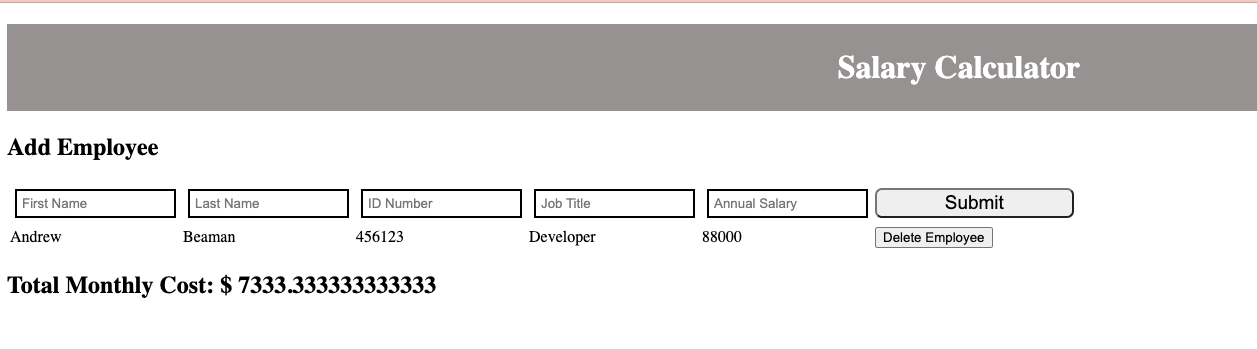 Salary Calculator
Add Employee
First Name Last Name ID Number Job Title Annual Salary Submit
Andrew Beaman 456123 Developer 88000 Delete Employee
Total Monthly Cost: $ 7333.333333333333